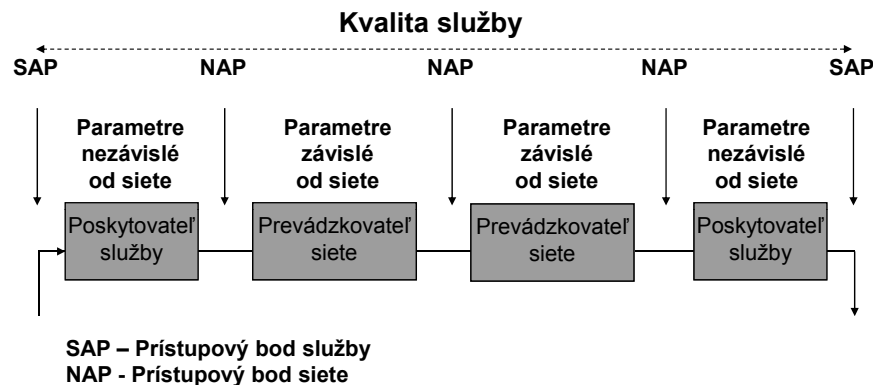 Kvalita služby
SAP NAP NAP NAP SAP
Parametre
nezávislé
od siete
Parametre
závislé
od siete
Parametre
závislé
od siete
Parametre
nezávislé
od siete
Poskytovateľ
služby
Prevádzkovateľ
siete
Prevádzkovateľ
siete
Poskytovateľ
služby
SAP – Prístupový bod služby
NAP - Prístupový bod siete